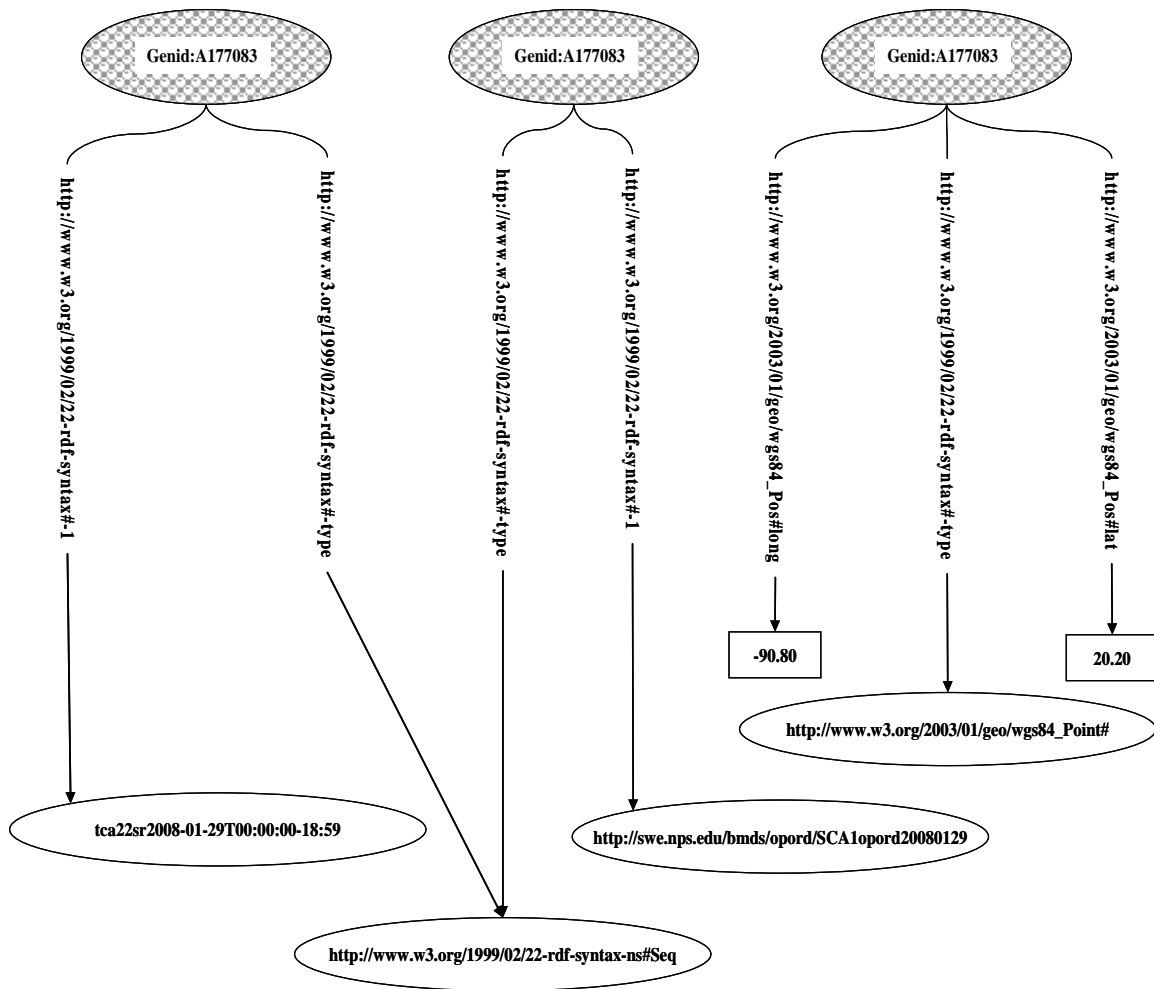 Genid:A177083
Genid:A177083
Genid:A177083
http://www.w3.org/1999/02/22-rdf-syntax#-1
http://www.w3.org/1999/02/22-rdf-syntax#-type
http://www.w3.org/1999/02/22-rdf-syntax#-type
http://www.w3.org/1999/02/22-rdf-syntax#-1
http://www.w3.org/2003/01/geo/wgs84_Pos#long
http://www.w3.org/1999/02/22-rdf-syntax#-type
http://www.w3.org/2003/01/geo/wgs84_Pos#lat
-90.80
20.20
http://www.w3.org/2003/01/geo/wgs84_Point#
tca22sr2008-01-29T00:00:00-18:59
http://swe.nps.edu/bmds/opord/SCA1opord20080129
http://www.w3.org/1999/02/22-rdf-syntax-ns#Seq